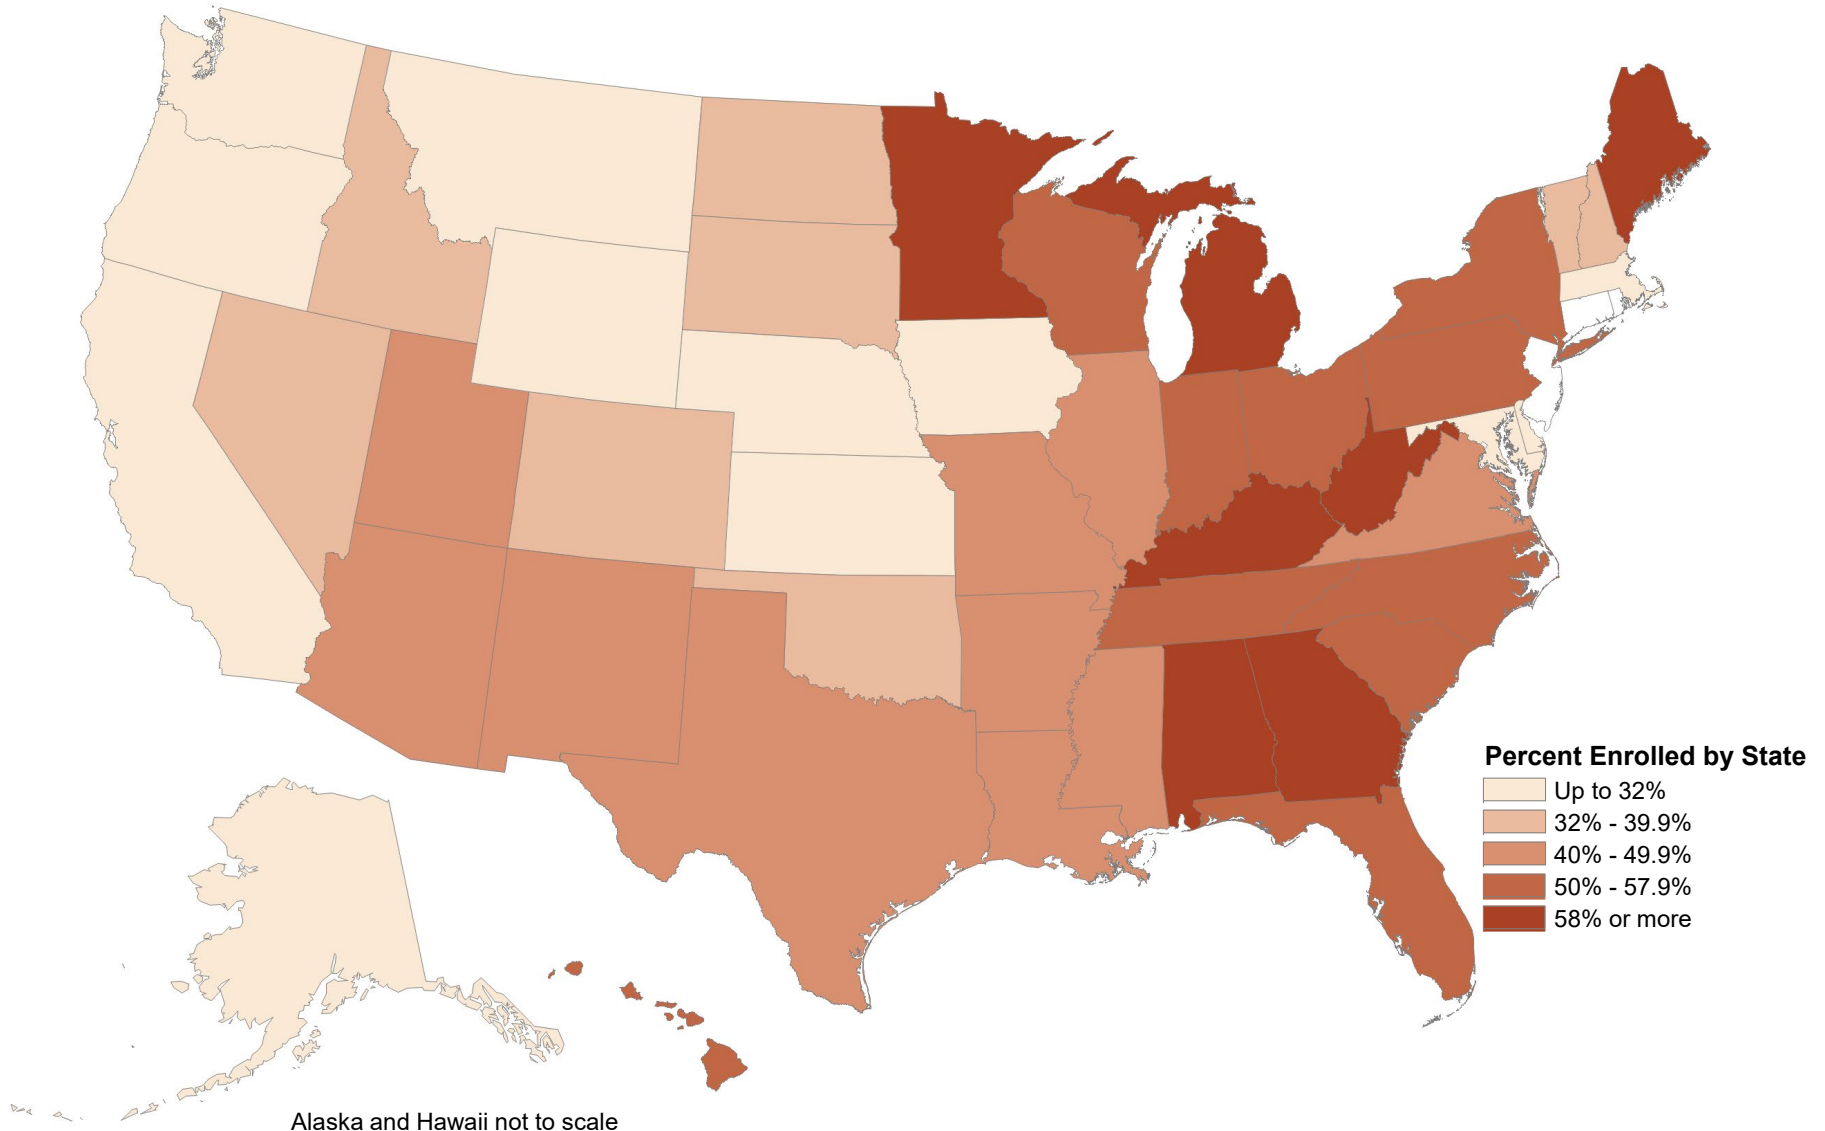 Percent Enrolled by State
Up to 32%
32% - 39.9%
40% - 49.9%
50% - 57.9%
58% or more
Alaska and Hawaii not to scale